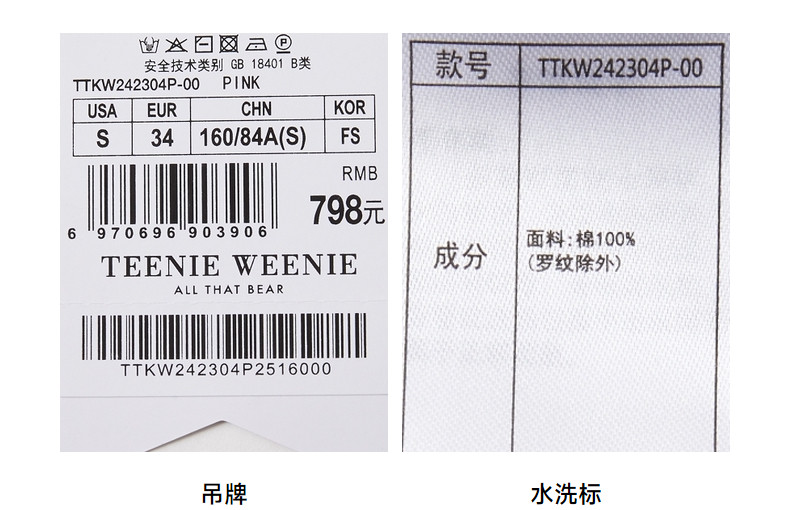 安全技术类别 GB 18401 B类
TTKW242304P-00 PINK
USA EUR CHN KOR
S 34 160/84A(S) FS
RMB
798元
6 970696 903906
TEENIE WEENIE
ALL THAT BEAR
TTKW242304P2516000
吊牌
款号 TTKW242304P-00
成分 面料:棉100%
(罗纹除外)
水洗标